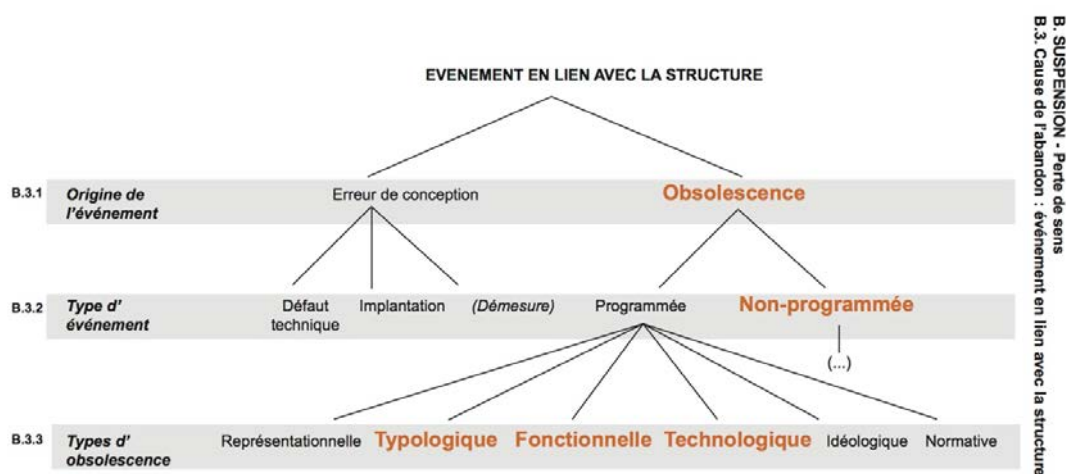 B. SUSPENSION - Perte de sens
B.3. Cause de l'abandon : événement en lien avec la structure
EVENEMENT EN LIEN AVEC LA STRUCTURE
B.3.1 Origine de Erreur de conception Obsolescence
l'événement
B.3.2 Type d' Défaut Implantation (Démesure) Programmée Non-programmée
événement technique
(...)
B.3.3 Types d' Représentationnelle Typologique Fonctionnelle Technologique Idéologique Normative
obsolescence